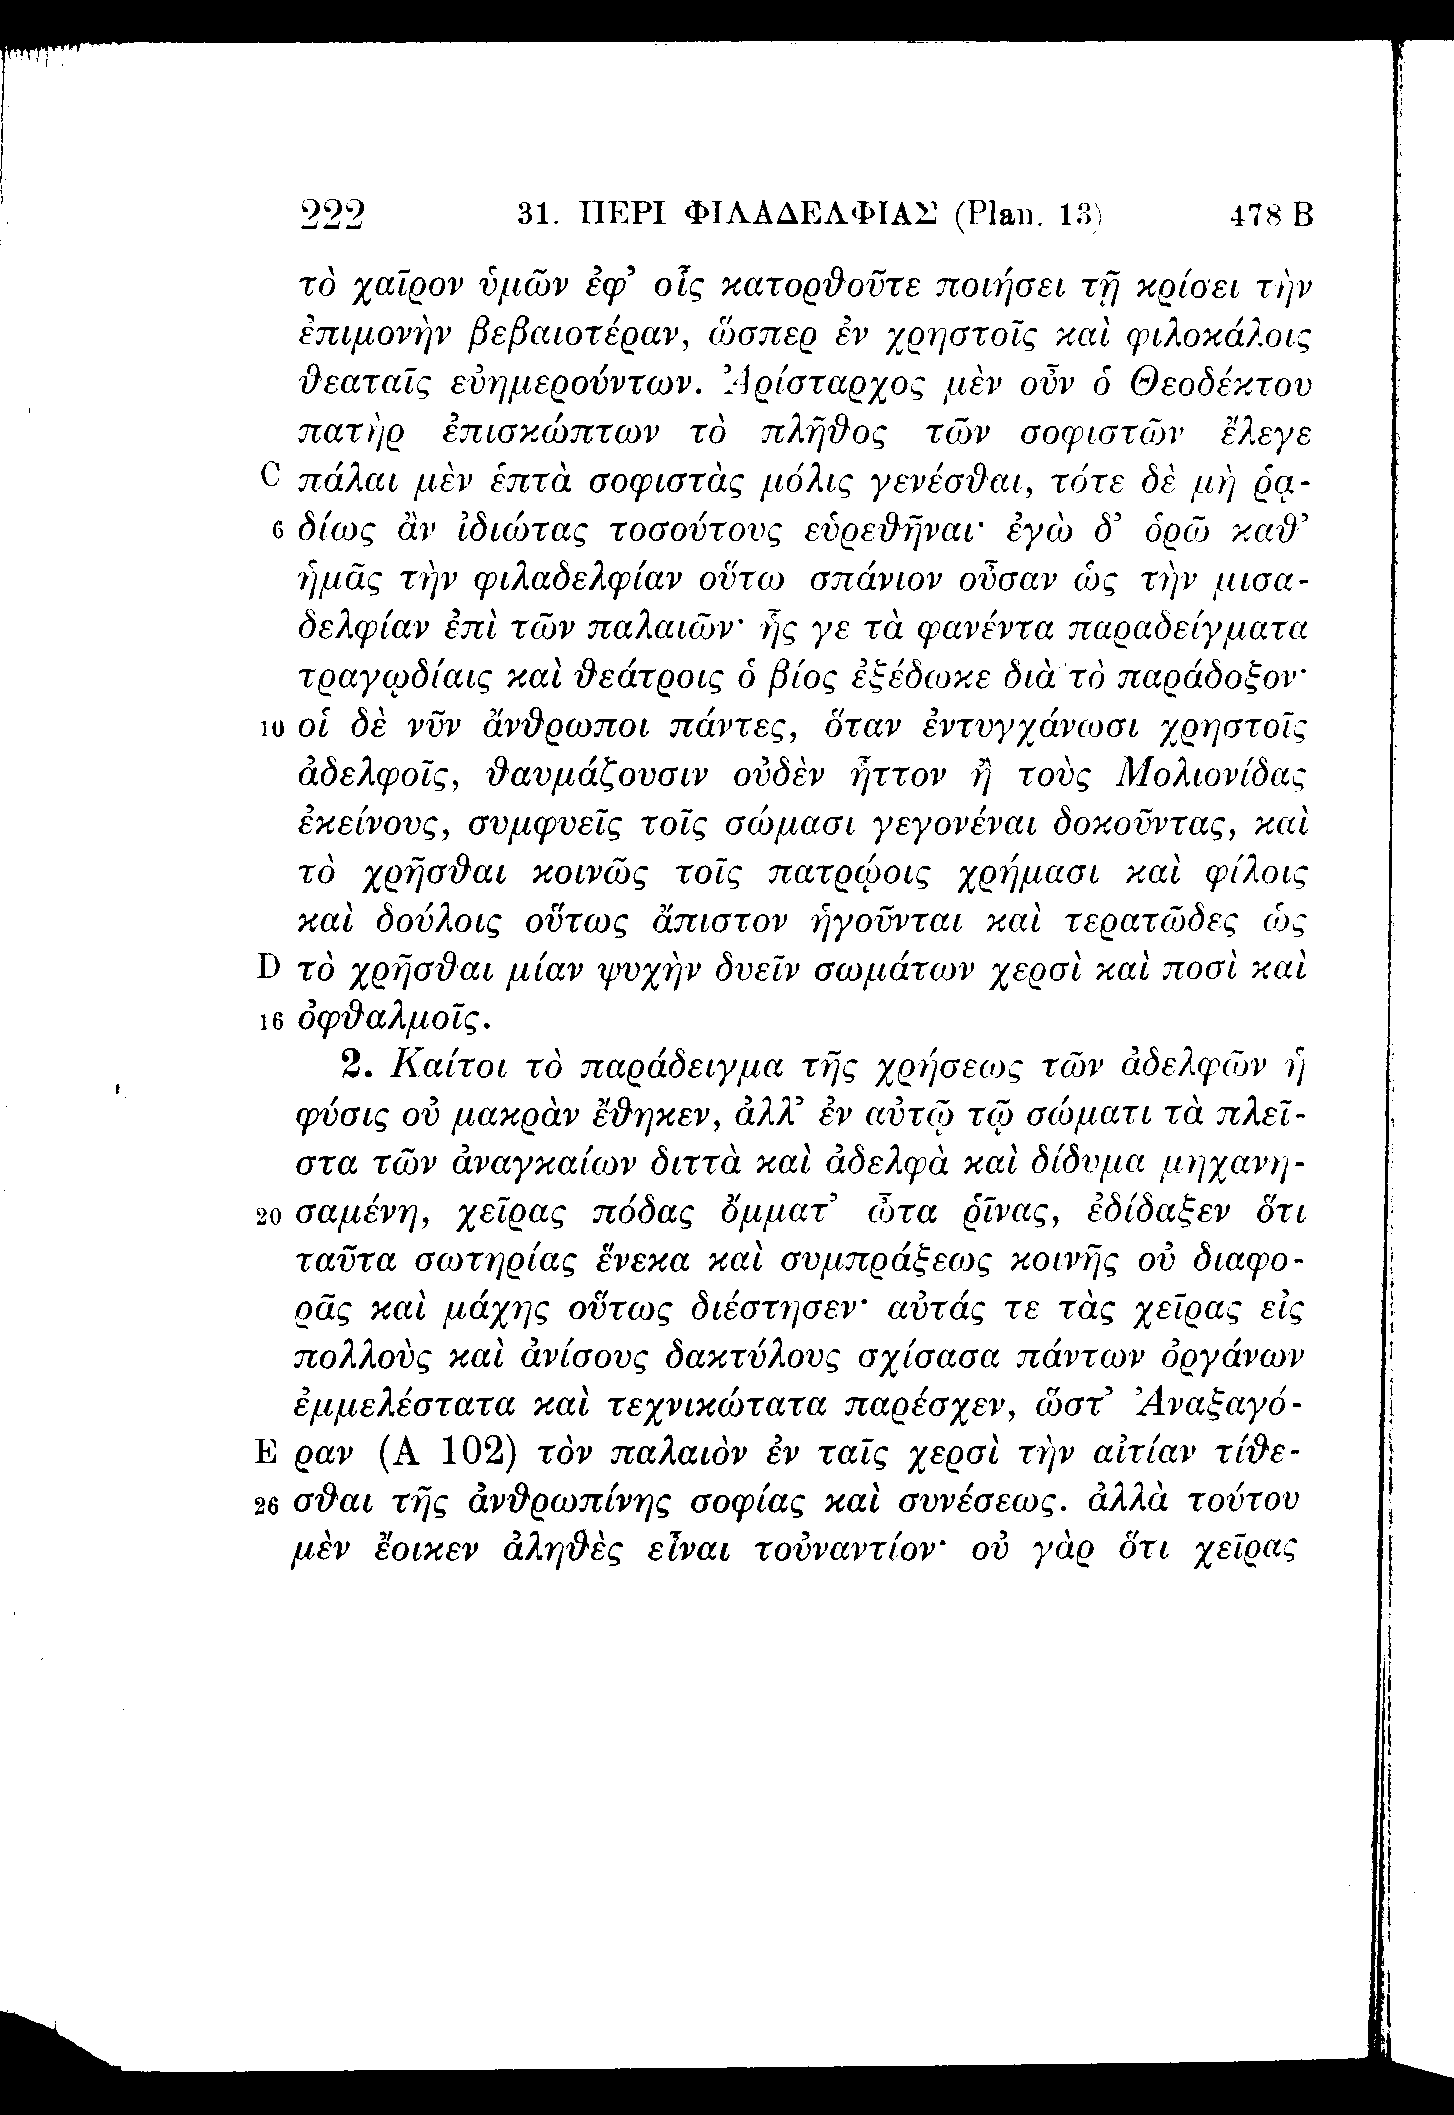 222 31. ΠΕΡΙ ΦΙΛΑΔΕΛΦΙΑΣ (Plan. 13) 478 B
τὸ χαῖρον ὑμῶν ἐφ’ οἷς κατορθοῦτε ποιήσει τῇ κρίσει τὴν
ἐπιμονὴν βεβαιοτέραν, ὥσπερ ἐν χρηστοῖς καὶ φιλοκάλοις
θεαταῖς εὐημερούντων. Ἀρίσταρχος μὲν οὖν ὁ Θεοδέκτου
πατὴρ ἐπισκώπτων τὸ πλῆθος τῶν σοφιστῶν ἔλεγε
C πάλαι μὲν ἑπτὰ σοφιστὰς μόλις γενέσθαι, τότε δὲ μὴ ῥᾳ-
6 δίως ἂν ἰδιώτας τοσούτους εὑρεθῆναι· ἐγὼ δ’ ὁρῶ καθ’
ἡμᾶς τὴν φιλαδελφίαν οὕτω σπάνιον οὖσαν ὡς τὴν μισα-
δελφίαν ἐπὶ τῶν παλαιῶν· ἧς γε τὰ φανέντα παραδείγματα
τραγῳδίαις καὶ θεάτροις ὁ βίος ἐξέδωκε διὰ τὸ παράδοξον·
10 οἱ δὲ νῦν ἄνθρωποι πάντες, ὅταν ἐντυγχάνωσι χρηστοῖς
ἀδελφοῖς, θαυμάζουσιν οὐδὲν ἧττον ἢ τοὺς Μολιονίδας
ἐκείνους, συμφυεῖς τοῖς σώμασι γεγονέναι δοκοῦντας, καὶ
τὸ χρῆσθαι κοινῶς τοῖς πατρῴοις χρήμασι καὶ φίλοις
καὶ δούλοις οὕτως ἄπιστον ἡγοῦνται καὶ τερατῶδες ὡς
D τὸ χρῆσθαι μίαν ψυχὴν δυεῖν σωμάτων χερσὶ καὶ ποσὶ καὶ
16 ὀφθαλμοῖς.
2. Καίτοι τὸ παράδειγμα τῆς χρήσεως τῶν ἀδελφῶν ἡ
φύσις οὐ μακρὰν ἔθηκεν, ἀλλ’ ἐν αὐτῷ τῷ σώματι τὰ πλεῖ-
στα τῶν ἀναγκαίων διττὰ καὶ ἀδελφὰ καὶ δίδυμα μηχανη-
20 σαμένη, χεῖρας πόδας ὄμματ’ ὦτα ῥῖνας, ἐδίδαξεν ὅτι
ταῦτα σωτηρίας ἕνεκα καὶ συμπράξεως κοινῆς οὐ διαφο-
ρᾶς καὶ μάχης οὕτως διέστησεν· αὐτάς τε τὰς χεῖρας εἰς
πολλοὺς καὶ ἀνίσους δακτύλους σχίσασα πάντων ὀργάνων
ἐμμελέστατα καὶ τεχνικώτατα παρέσχεν, ὥστ’ Ἀναξαγό-
E ραν (A 102) τὸν παλαιὸν ἐν ταῖς χερσὶ τὴν αἰτίαν τίθε-
26 σθαι τῆς ἀνθρωπίνης σοφίας καὶ συνέσεως. ἀλλὰ τούτου
μὲν ἔοικεν ἀληθὲς εἶναι τοὐναντίον· οὐ γὰρ ὅτι χεῖρας